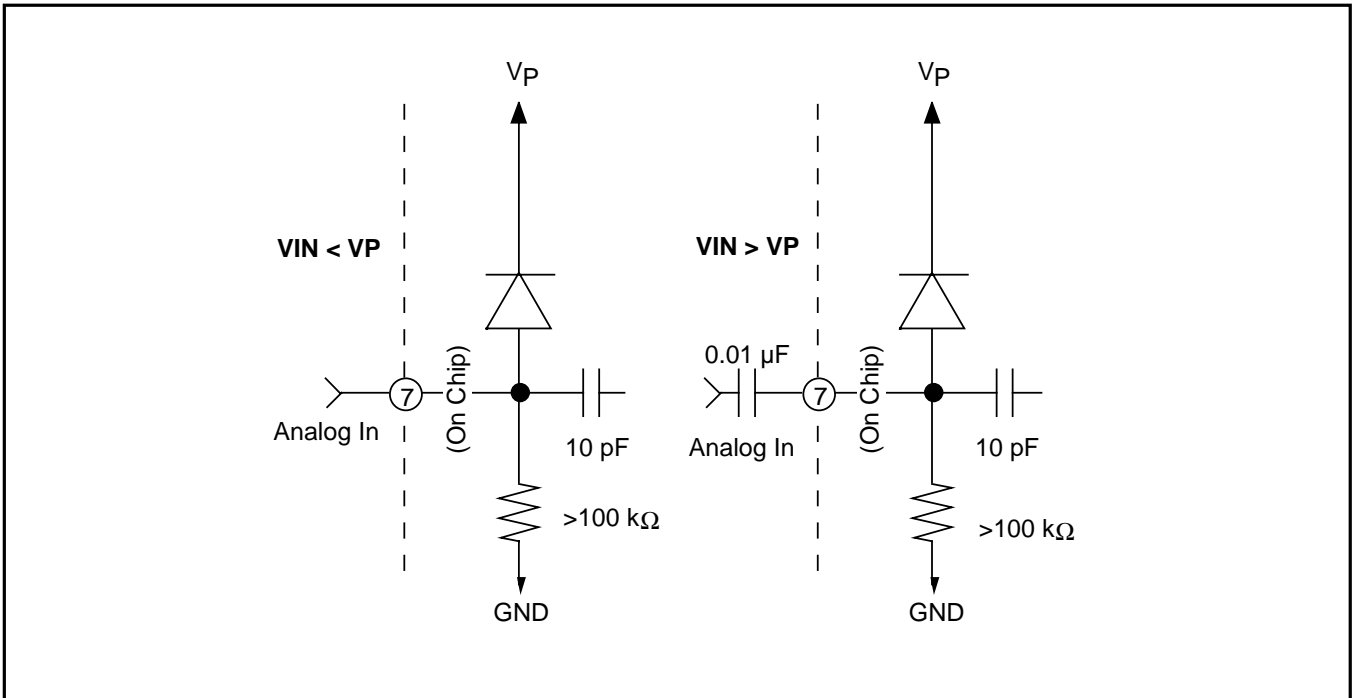 VP
VIN < VP
(On Chip)
7
Analog In
10 pF
>100 kΩ
GND
VP
VIN > VP
0.01 µF
(On Chip)
7
Analog In
10 pF
>100 kΩ
GND